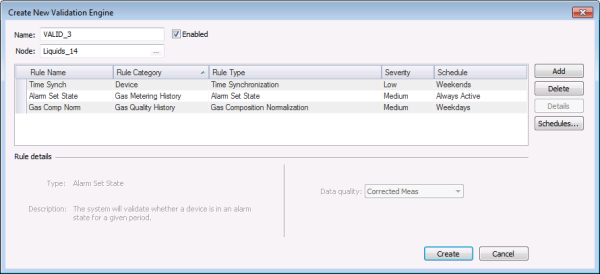 Create New Validation Engine
Name: VALID_3 Enabled
Node: Liquids_14 ...
Rule Name Rule Category Rule Type Severity Schedule
Time Synch Device Time Synchronization Low Weekends
Alarm Set State Gas Metering History Alarm Set State Medium Always Active
Gas Comp Norm Gas Quality History Gas Composition Normalization Medium Weekdays
Add
Delete
Details
Schedules...
Rule details
Type: Alarm Set State
Data quality: Corrected Meas
Description: The system will validate whether a device is in an alarm
state for a given period.
Create Cancel